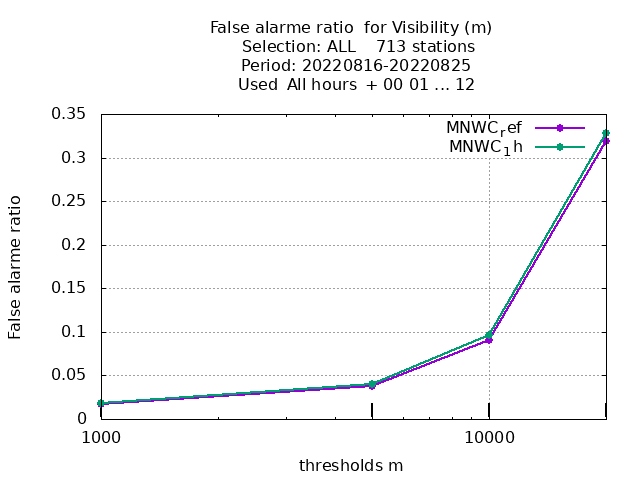 False alarme ratio  for Visibility (m)
Selection: ALL    713 stations
Period: 20220816-20220825
Used  All hours  + 00 01 ... 12
MNWC_ref
MNWC_1h
False alarme ratio
0.35
0.3
0.25
0.2
0.15
0.1
0.05
0
1000
10000
thresholds m